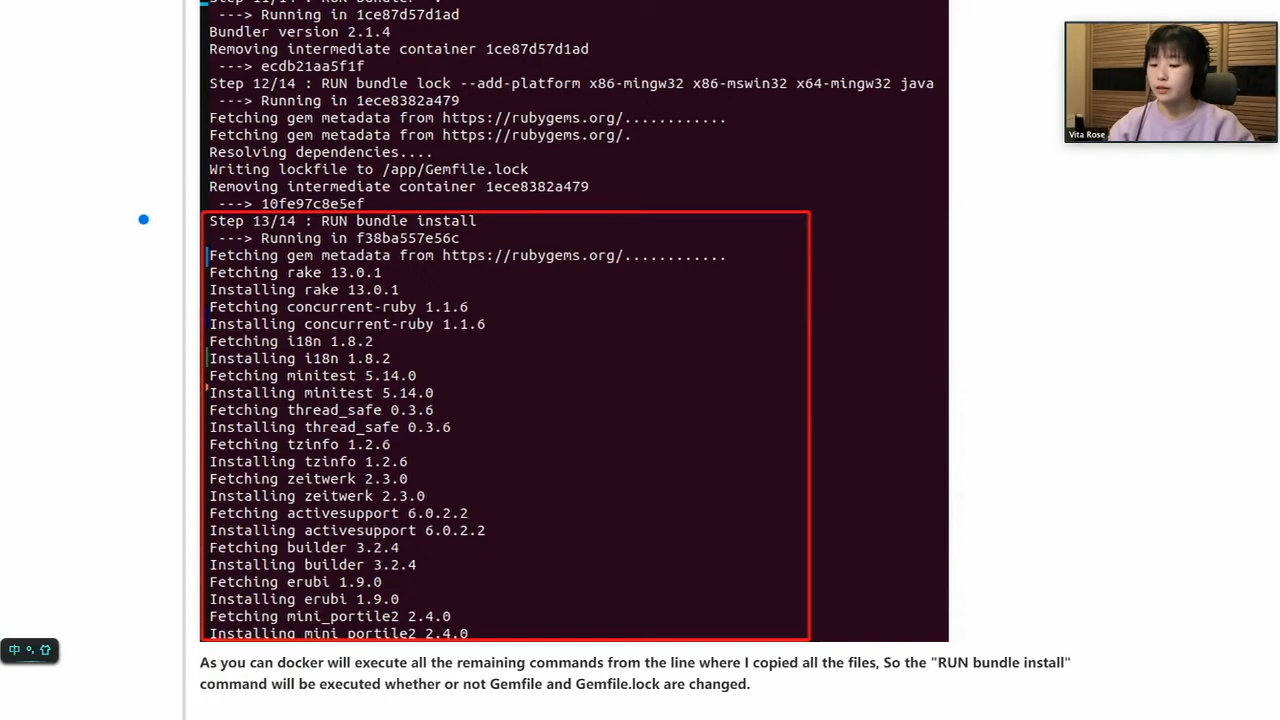 ---> Running in 1ce87d57d1ad
Bundler version 2.1.4
Removing intermediate container 1ce87d57d1ad
---> ecdb21aa5f1f
Step 12/14 : RUN bundle lock --add-platform x86-mingw32 x86-mswin32 x64-mingw32 java
---> Running in 1ece8382a479
Fetching gem metadata from https://rubygems.org/............
Fetching gem metadata from https://rubygems.org/.
Resolving dependencies....
Writing lockfile to /app/Gemfile.lock
Removing intermediate container 1ece8382a479
---> 10fe97c8e5ef
Step 13/14 : RUN bundle install
---> Running in f38ba557e56c
Fetching gem metadata from https://rubygems.org/............
Fetching rake 13.0.1
Installing rake 13.0.1
Fetching concurrent-ruby 1.1.6
Installing concurrent-ruby 1.1.6
Fetching i18n 1.8.2
Installing i18n 1.8.2
Fetching minitest 5.14.0
Installing minitest 5.14.0
Fetching thread_safe 0.3.6
Installing thread_safe 0.3.6
Fetching tzinfo 1.2.6
Installing tzinfo 1.2.6
Fetching zeitwerk 2.3.0
Installing zeitwerk 2.3.0
Fetching activesupport 6.0.2.2
Installing activesupport 6.0.2.2
Fetching builder 3.2.4
Installing builder 3.2.4
Fetching erubi 1.9.0
Installing erubi 1.9.0
Fetching mini_portile2 2.4.0
Installing mini_portile2 2.4.0
As you can docker will execute all the remaining commands from the line where I copied all the files, So the "RUN bundle install"
command will be executed whether or not Gemfile and Gemfile.lock are changed.
Vita Rose
中